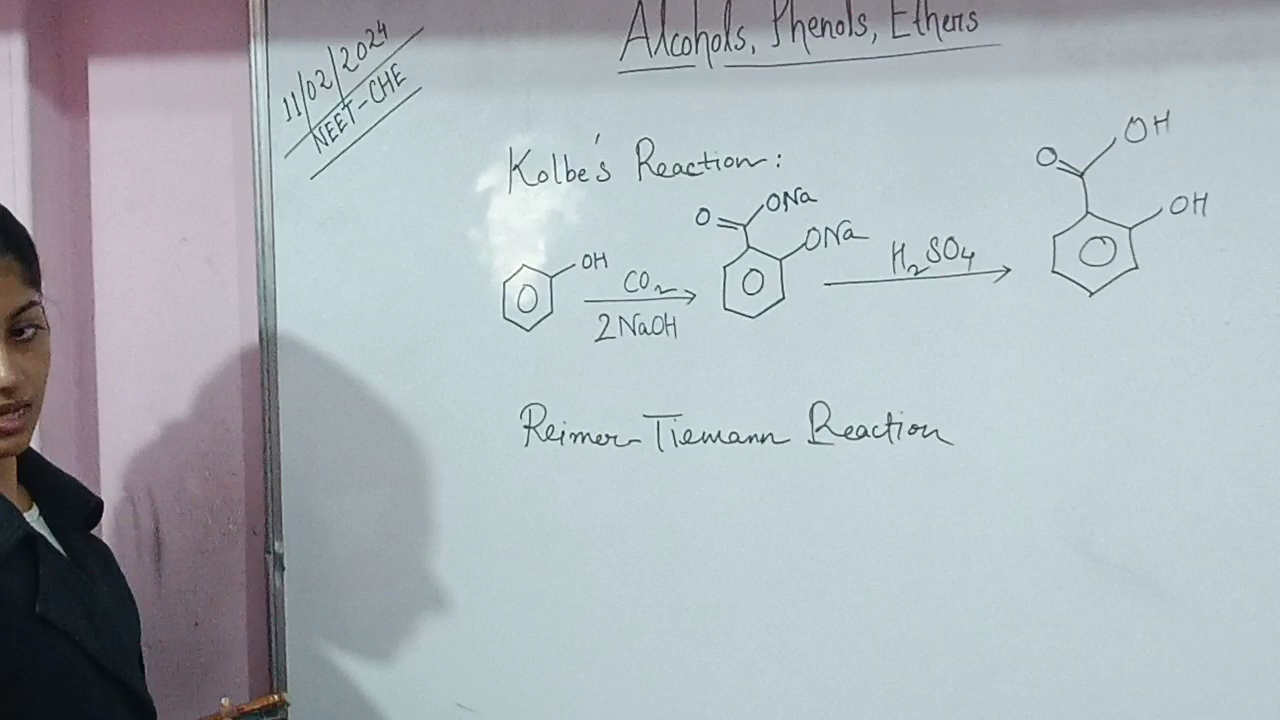 Alcohols, Phenols, Ethers
11/02/2024
NEET-CHE
Kolbe's Reaction:
OH
CO2
2NaOH
O ONa
ONa
H2SO4
O OH
OH
Reimer-Tiemann Reaction